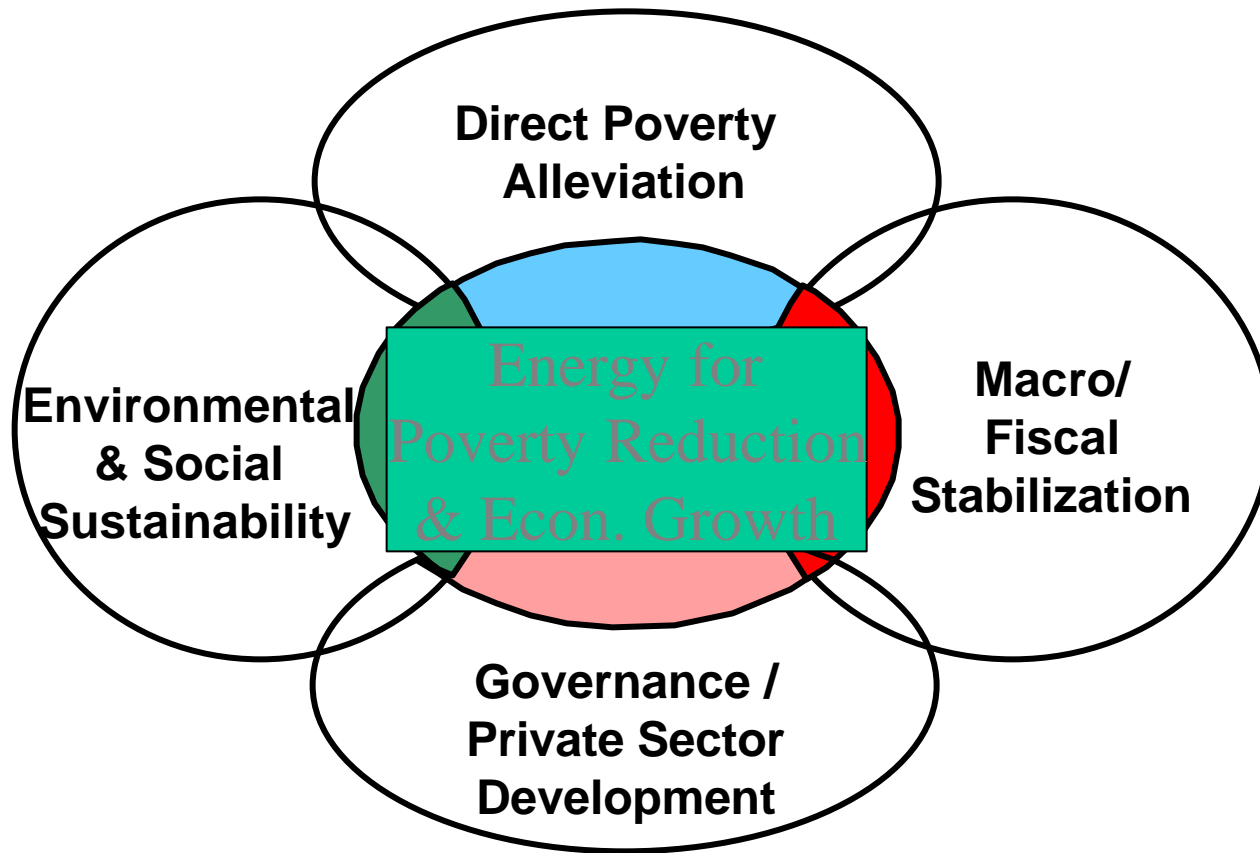 Direct Poverty
Alleviation
Environmental
& Social
Sustainability
Energy for
Poverty Reduction
& Econ. Growth
Macro/
Fiscal
Stabilization
Governance /
Private Sector
Development